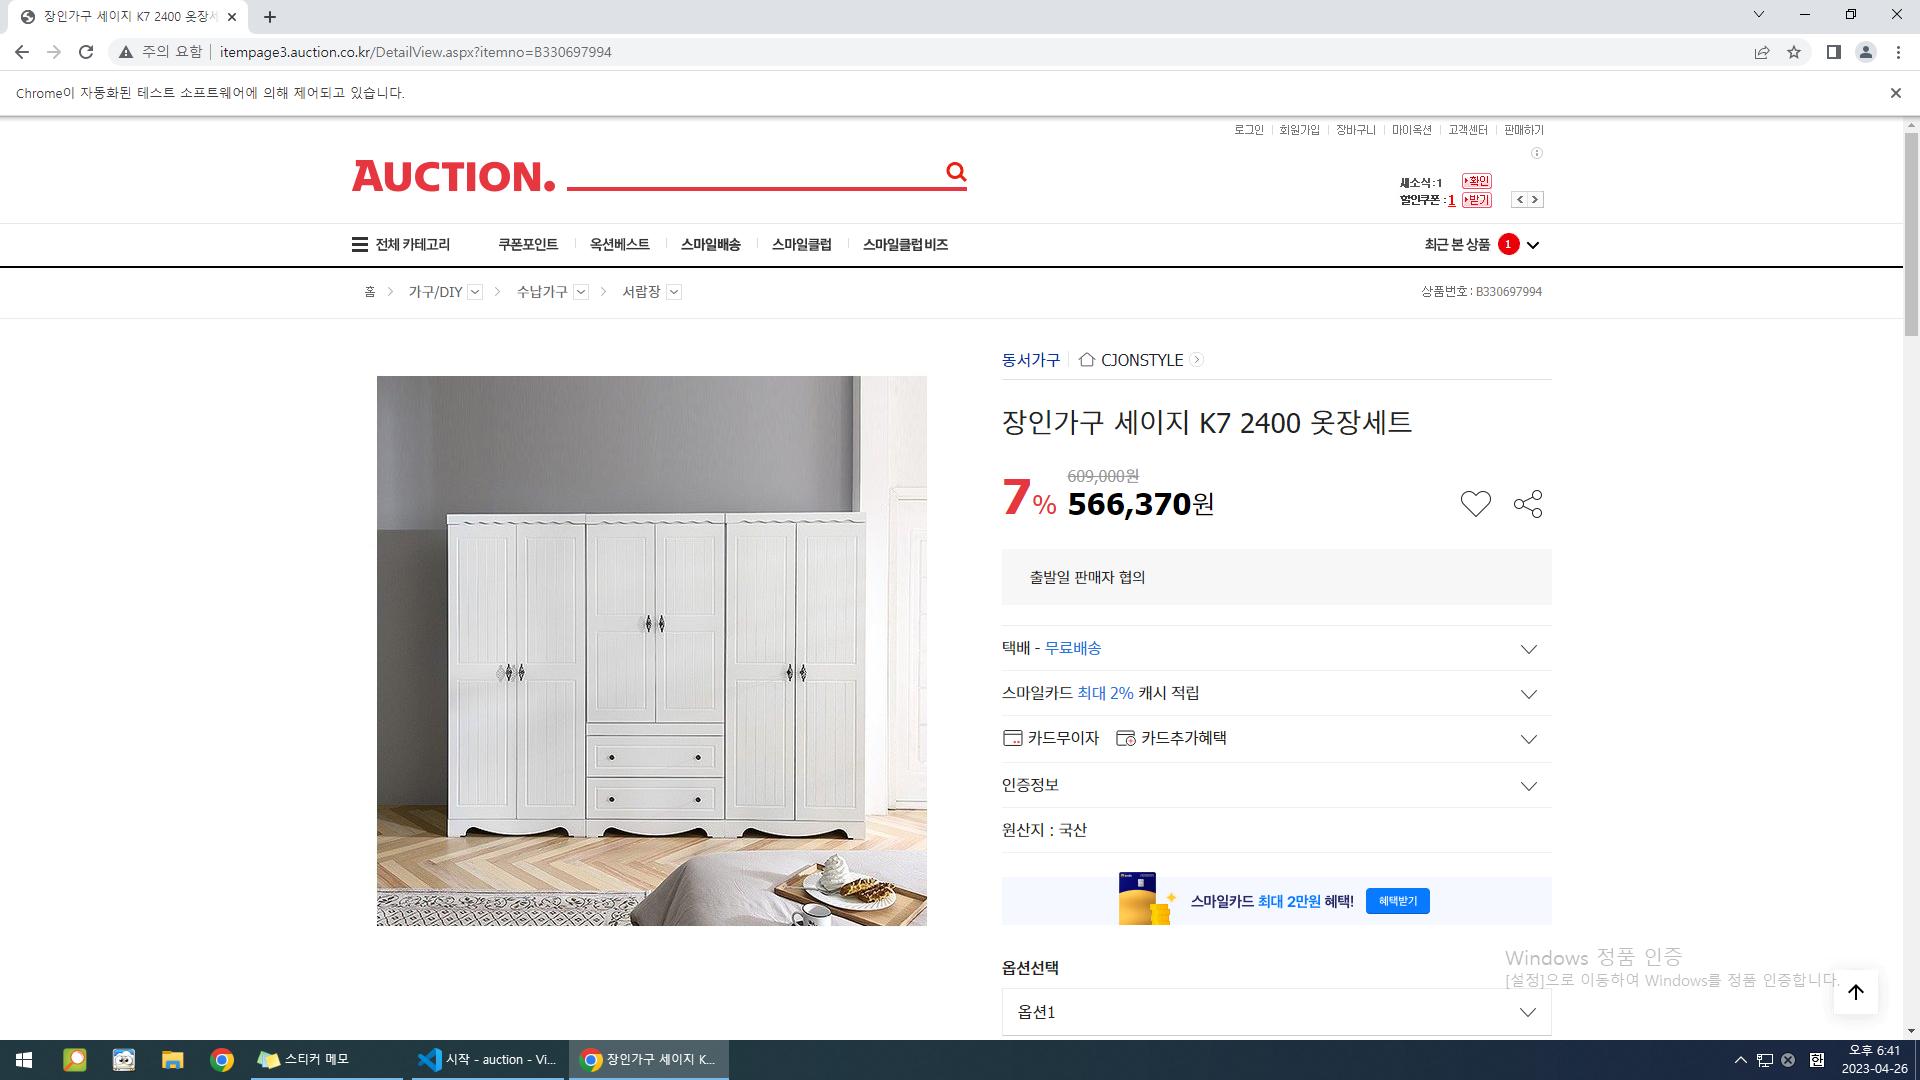 장인가구 세이지 K7 2400 옷장세
주의 요함 itempage3.auction.co.kr/DetailView.aspx?itemno=B330697994
Chrome이 자동화된 테스트 소프트웨어에 의해 제어되고 있습니다.
로그인 회원가입 장바구니 마이옥션 고객센터 판매하기
AUCTION.
새소식:1 확인
할인쿠폰:1 받기
전체 카테고리 쿠폰포인트 옥션베스트 스마일배송 스마일클럽 스마일클럽 비즈 최근 본 상품 1
홈 가구/DIY 수납가구 서랍장 상품번호 : B330697994
동서가구 CJONSTYLE
장인가구 세이지 K7 2400 옷장세트
609,000원
7% 566,370원
출발일 판매자 협의
택배 - 무료배송
스마일카드 최대 2% 캐시 적립
카드무이자 카드추가혜택
인증정보
원산지 : 국산
스마일카드 최대 2만원 혜택! 혜택받기
옵션선택
옵션1
Windows 정품 인증
[설정]으로 이동하여 Windows를 정품 인증합니다.
스티커 메모 시작 - auction - Vi... 장인가구 세이지 K... 한 오후 6:41
2023-04-26